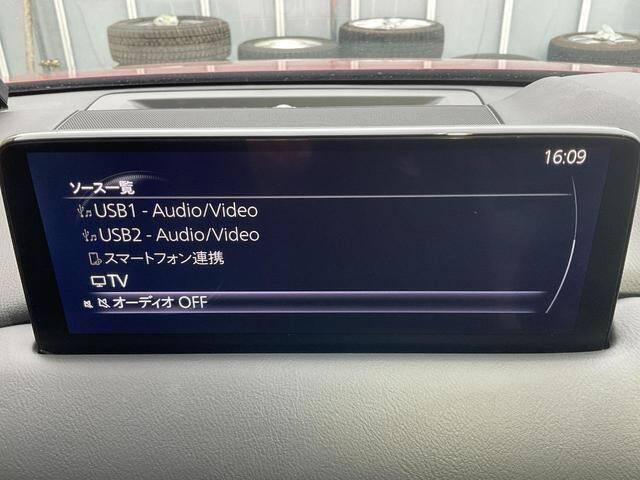 16:09
ソース一覧
USB1 - Audio/Video
USB2 - Audio/Video
スマートフォン連携
TV
オーディオ OFF